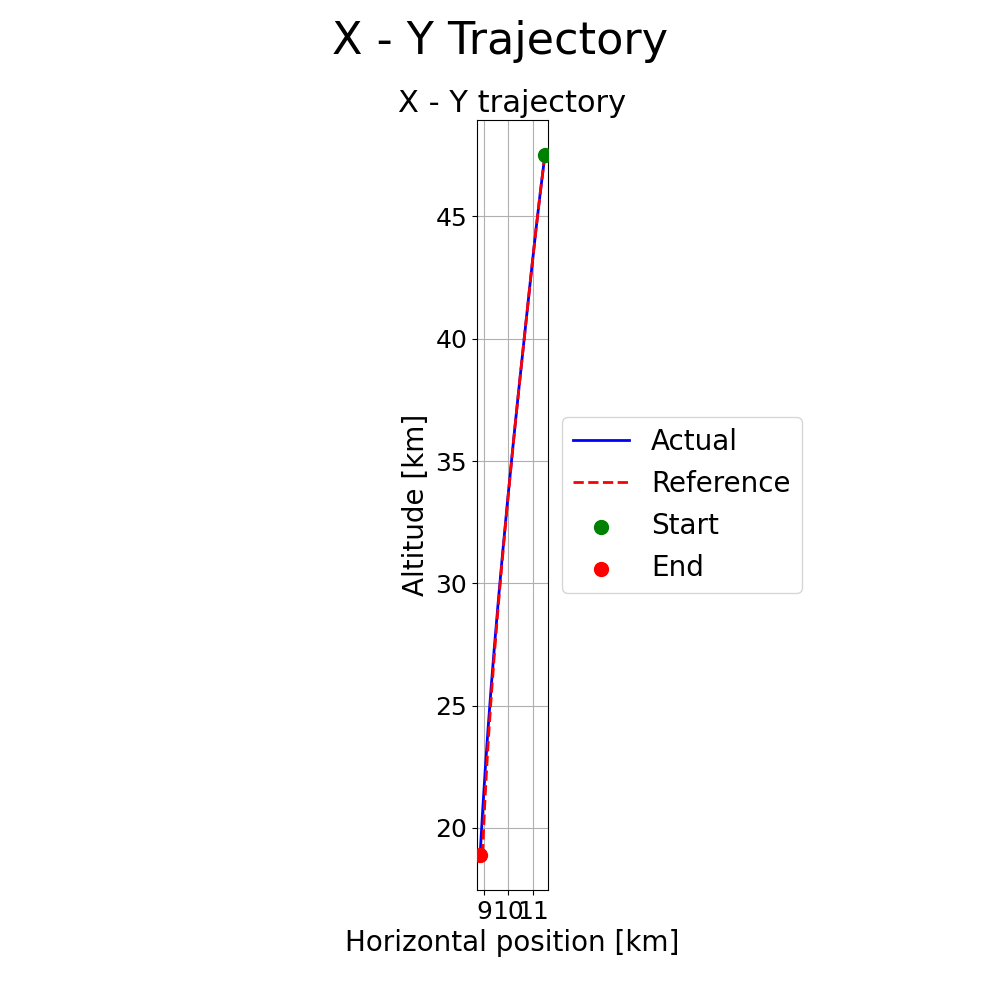 X - Y Trajectory
X - Y trajectory
45
40
35
30
25
20
Altitude [km]
Actual
Reference
Start
End
9 10 11
Horizontal position [km]